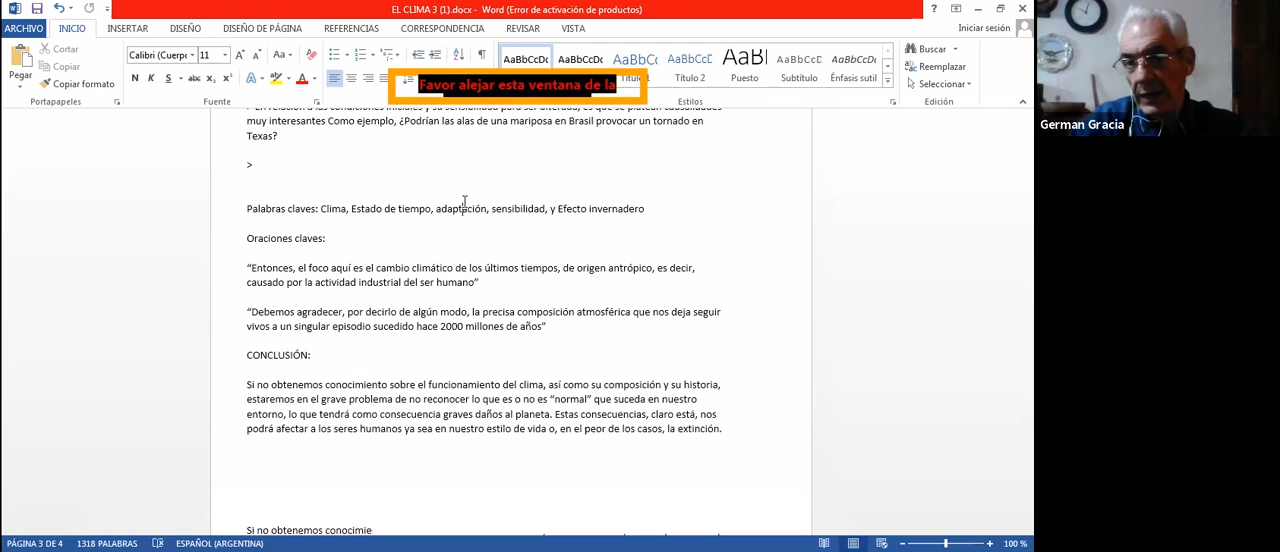 EL CLIMA 3 (1).docx - Word (Error de activación de productos)
ARCHIVO INICIO INSERTAR DISEÑO DISEÑO DE PÁGINA REFERENCIAS CORRESPONDENCIA REVISAR VISTA Iniciar sesión
Pegar
Cortar
Copiar
Copiar formato
Portapapeles
Calibri (Cuerpo 11
Fuente
Favor alejar esta ventana de la
AaBbCcDc AaBbCcDc AaBbCc AaBbCcD AaBI AaBbCcD AaBbCcDc
Título 1 Título 2 Puesto Subtítulo Énfasis sutil
Estilos
Buscar
Reemplazar
Seleccionar
Edición
German Gracia
muy interesantes Como ejemplo, ¿Podrían las alas de una mariposa en Brasil provocar un tornado en
Texas?
>
Palabras claves: Clima, Estado de tiempo, adaptación, sensibilidad, y Efecto invernadero
Oraciones claves:
“Entonces, el foco aquí es el cambio climático de los últimos tiempos, de origen antrópico, es decir,
causado por la actividad industrial del ser humano”
“Debemos agradecer, por decirlo de algún modo, la precisa composición atmosférica que nos deja seguir
vivos a un singular episodio sucedido hace 2000 millones de años”
CONCLUSIÓN:
Si no obtenemos conocimiento sobre el funcionamiento del clima, así como su composición y su historia,
estaremos en el grave problema de no reconocer lo que es o no es “normal” que suceda en nuestro
entorno, lo que tendrá como consecuencia graves daños al planeta. Estas consecuencias, claro está, nos
podrá afectar a los seres humanos ya sea en nuestro estilo de vida o, en el peor de los casos, la extinción.
Si no obtenemos conocimie
PÁGINA 3 DE 4 1318 PALABRAS ESPAÑOL (ARGENTINA) 100 %